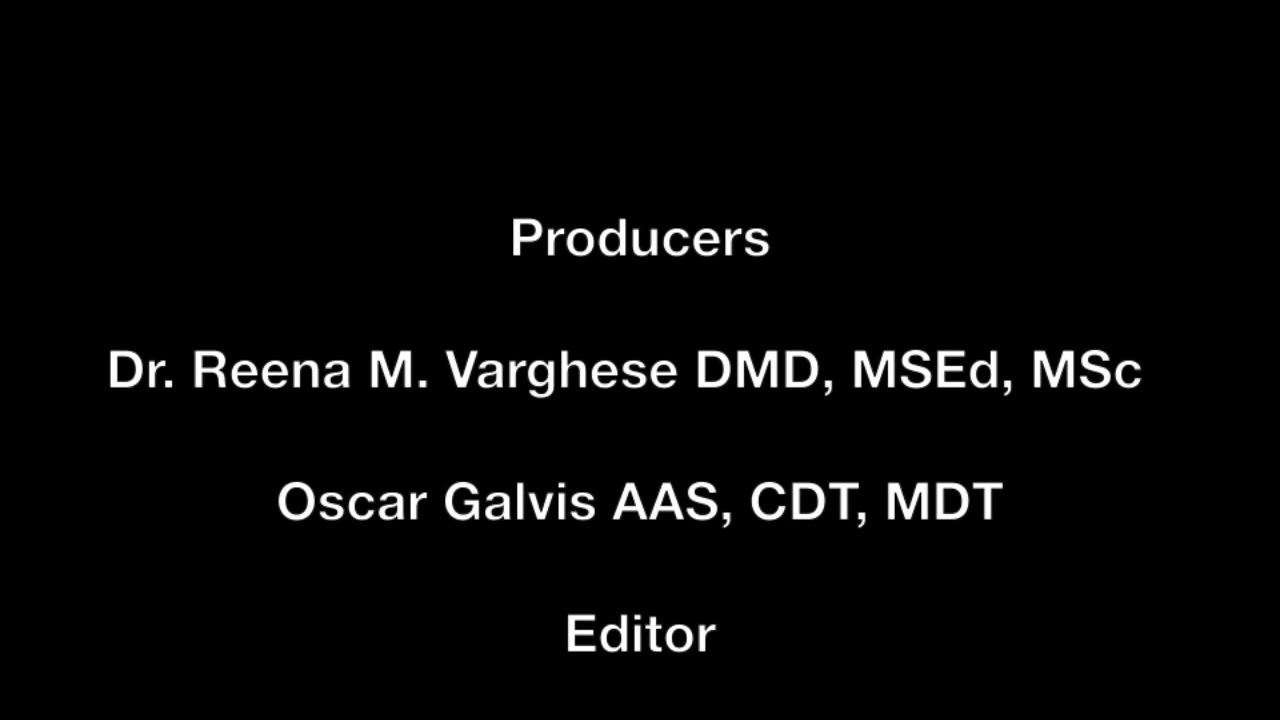 Producers
Dr. Reena M. Varghese DMD, MSEd, MSc
Oscar Galvis AAS, CDT, MDT
Editor